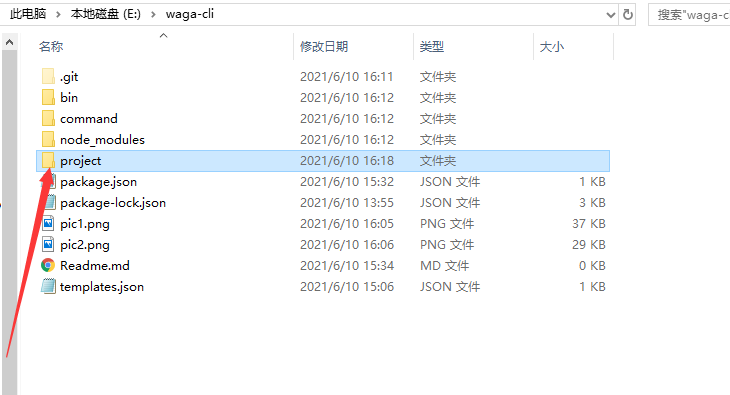 此电脑 > 本地磁盘 (E:) > waga-cli 搜索"waga-c
名称 修改日期 类型 大小
.git 2021/6/10 16:11 文件夹
bin 2021/6/10 16:12 文件夹
command 2021/6/10 16:12 文件夹
node_modules 2021/6/10 16:12 文件夹
project 2021/6/10 16:18 文件夹
package.json 2021/6/10 15:32 JSON 文件 1 KB
package-lock.json 2021/6/10 13:55 JSON 文件 3 KB
pic1.png 2021/6/10 16:05 PNG 文件 37 KB
pic2.png 2021/6/10 16:06 PNG 文件 29 KB
Readme.md 2021/6/10 15:34 MD 文件 0 KB
templates.json 2021/6/10 15:06 JSON 文件 1 KB